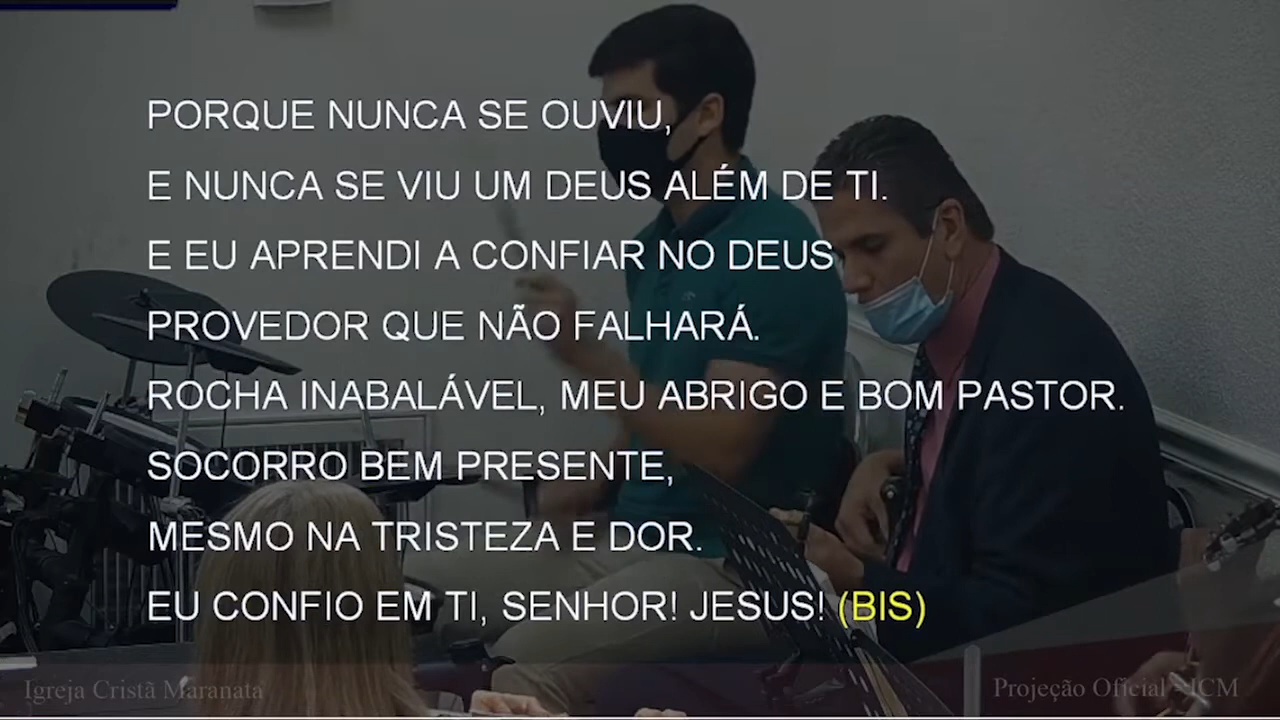 PORQUE NUNCA SE OUVIU,
E NUNCA SE VIU UM DEUS ALÉM DE TI.
E EU APRENDI A CONFIAR NO DEUS
PROVEDOR QUE NÃO FALHARÁ.
ROCHA INABALÁVEL, MEU ABRIGO E BOM PASTOR.
SOCORRO BEM PRESENTE,
MESMO NA TRISTEZA E DOR.
EU CONFIO EM TI, SENHOR! JESUS! (BIS)
Igreja Cristã Maranata
Projeção Oficial - ICM